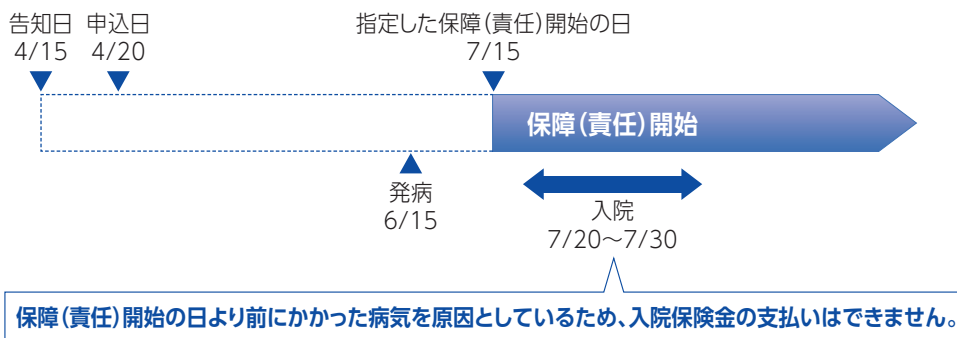 告知日 申込日 指定した保障(責任)開始の日
4/15 4/20 7/15
保障(責任)開始
発病
6/15
入院
7/20~7/30
保障(責任)開始の日より前にかかった病気を原因としているため、入院保険金の支払いはできません。